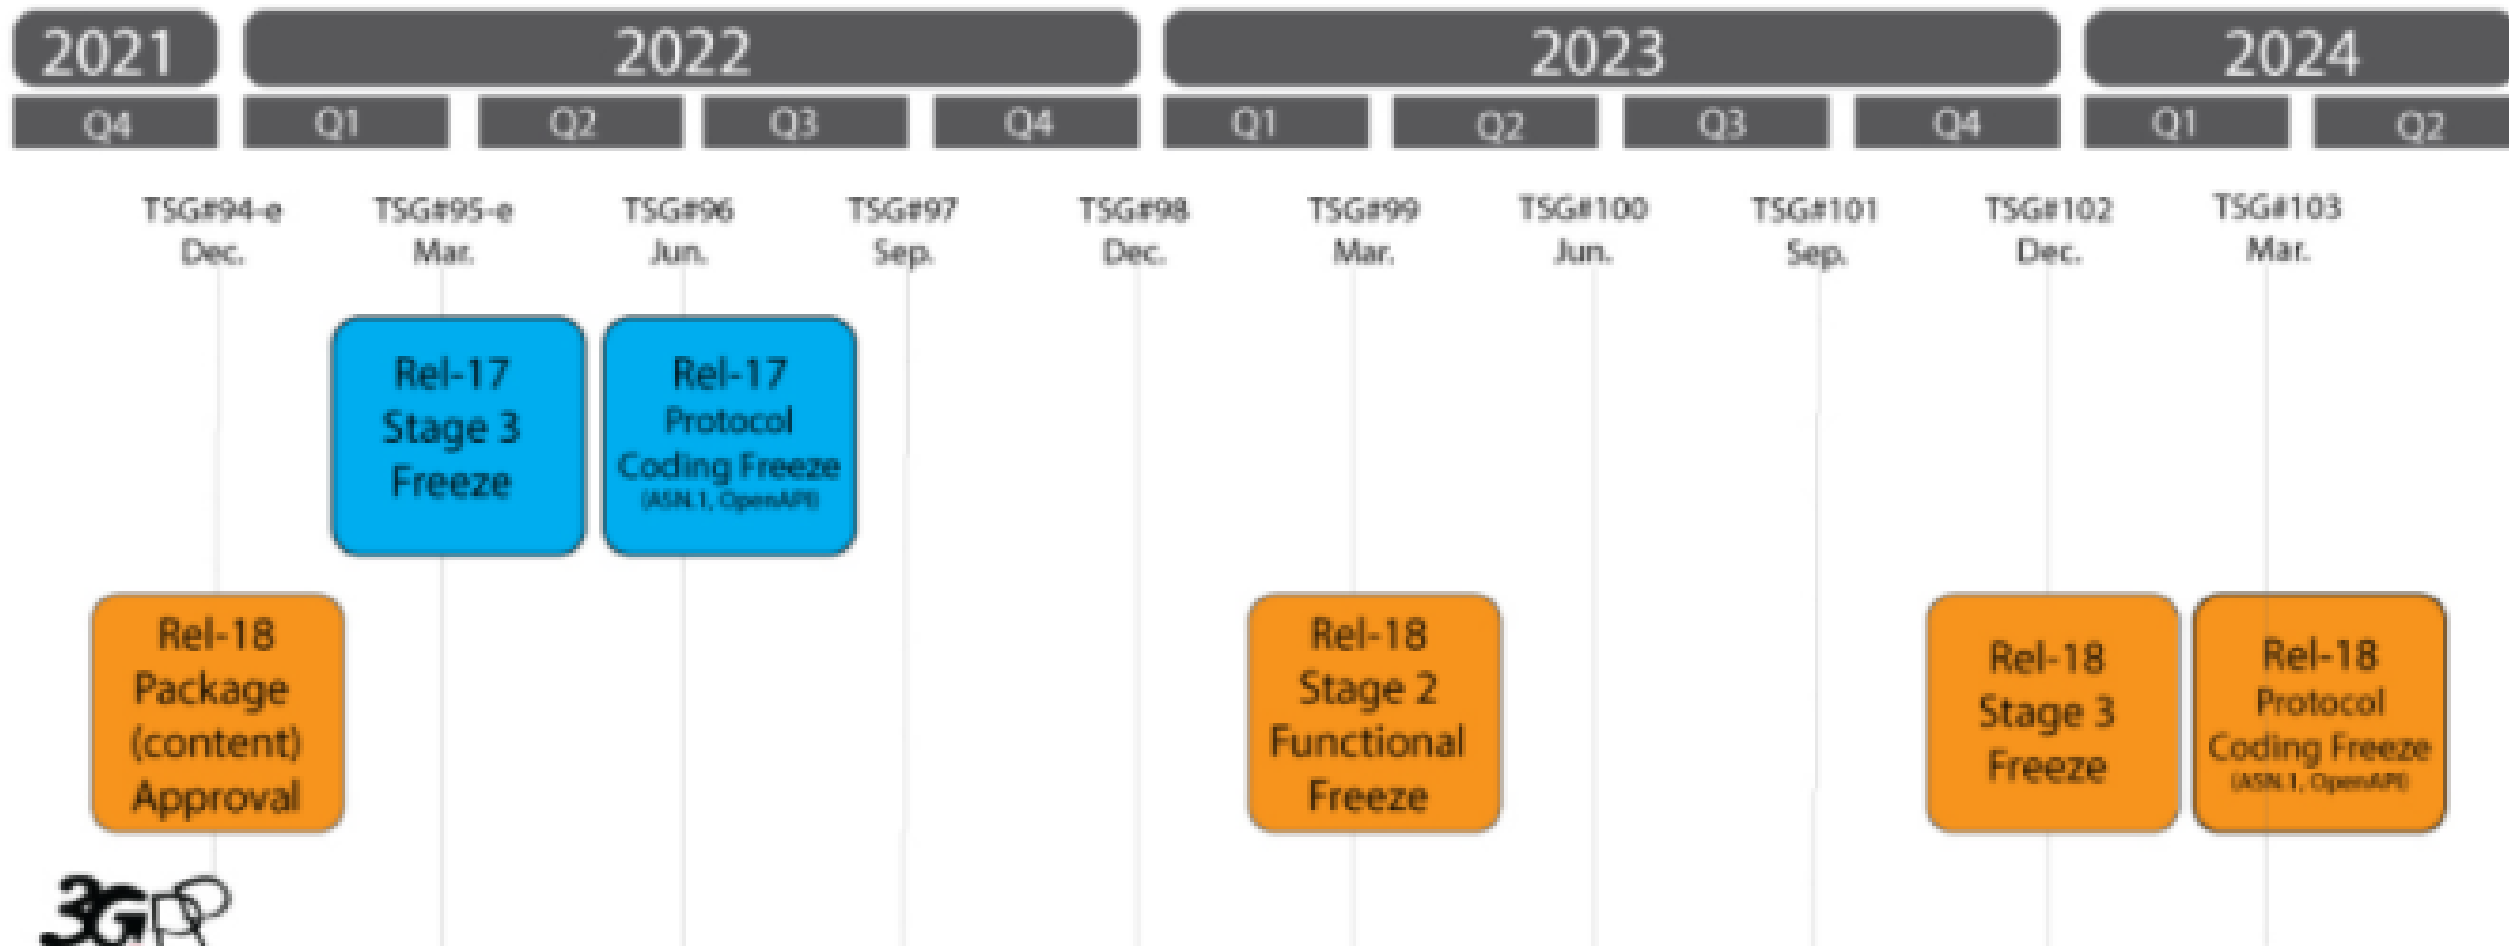 2021 2022 2023 2024
Q4 Q1 Q2 Q3 Q4 Q1 Q2 Q3 Q4 Q1 Q2
TSG#94-e TSG#95-e TSG#96 TSG#97 TSG#98 TSG#99 TSG#100 TSG#101 TSG#102 TSG#103
Dec. Mar. Jun. Sep. Dec. Mar. Jun. Sep. Dec. Mar.
Rel-17
Stage 3
Freeze
Rel-17
Protocol
Coding Freeze
(ASN.1, OpenAPI)
Rel-18
Package
(content)
Approval
Rel-18
Stage 2
Functional
Freeze
Rel-18
Stage 3
Freeze
Rel-18
Protocol
Coding Freeze
(ASN.1, OpenAPI)
3GPP